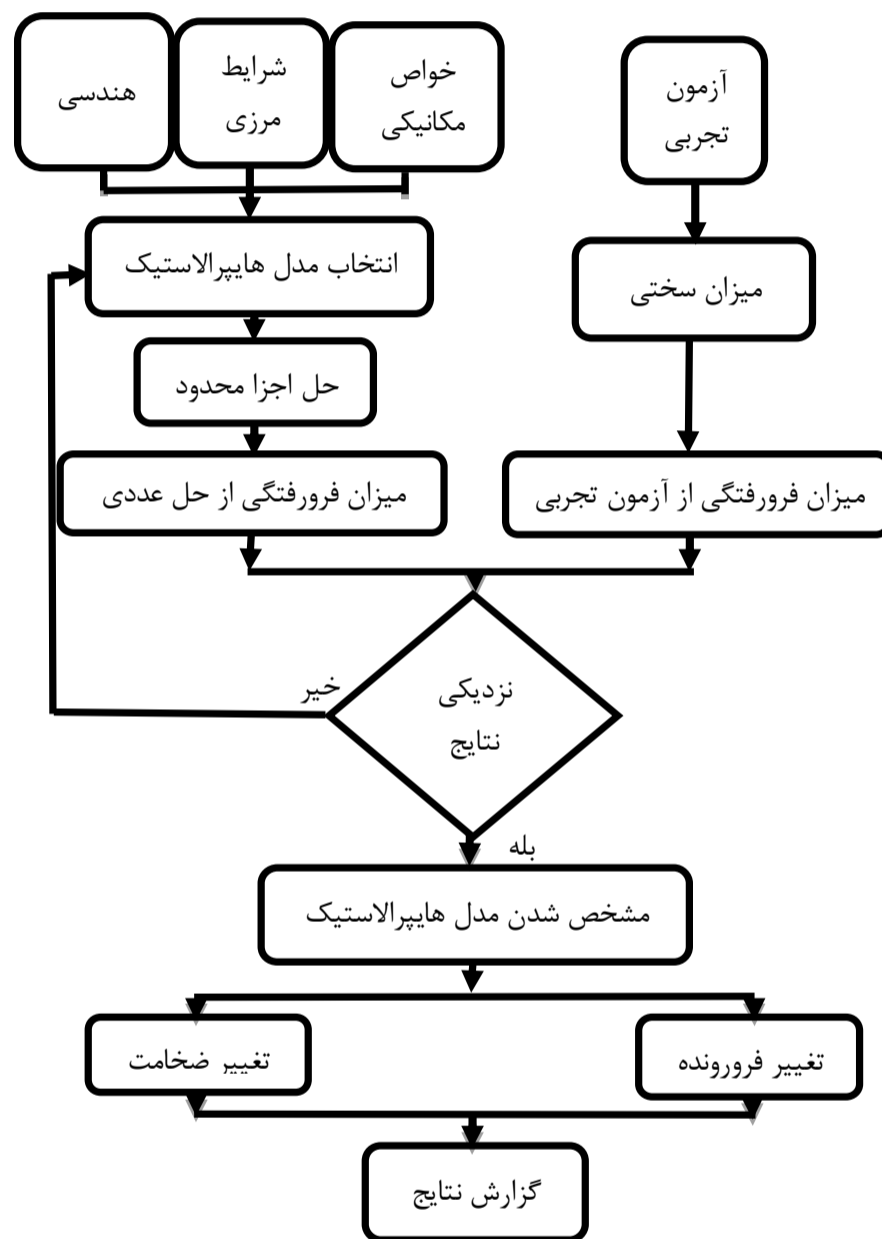 هندسی
شرایط
مرزی
خواص
مکانیکی
آزمون
تجربی
انتخاب مدل هایپرالاستیک
میزان سختی
حل اجزا محدود
میزان فرورفتگی از حل عددی
میزان فرورفتگی از آزمون تجربی
نزدیکی
نتایج
خیر
بله
مشخص شدن مدل هایپرالاستیک
تغییر ضخامت
تغییر فرورونده
گزارش نتایج